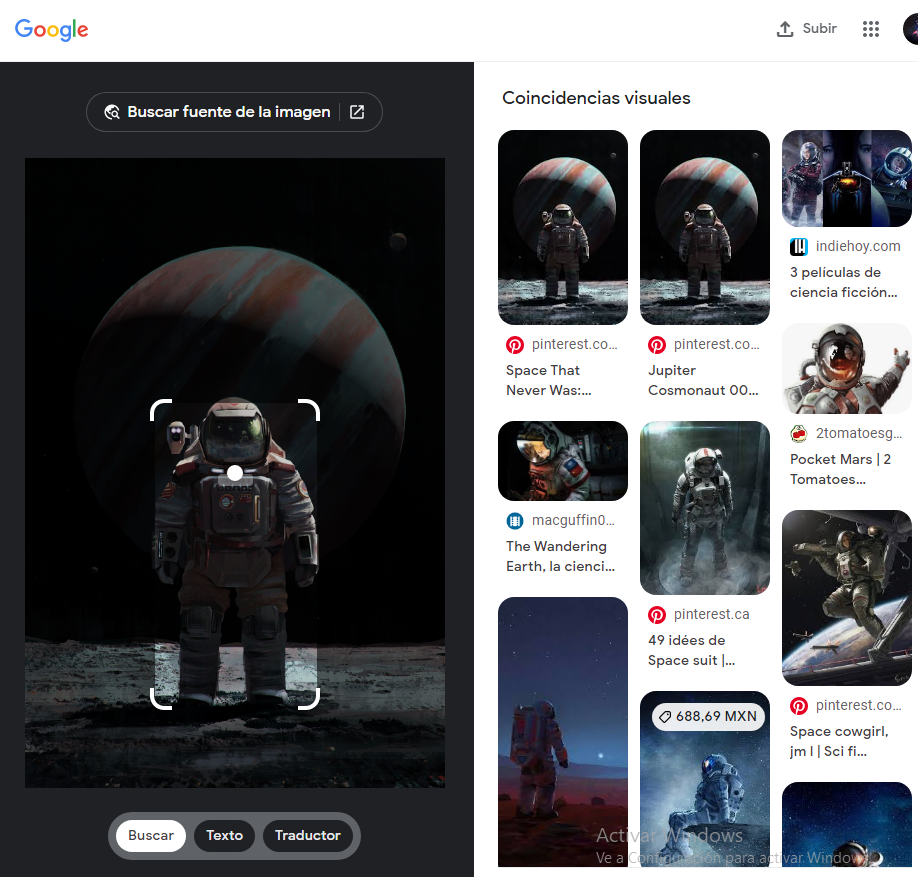 Google
Subir
Buscar fuente de la imagen
Coincidencias visuales
pinterest.co...
Space That
Never Was:...
pinterest.co...
Jupiter
Cosmonaut 00...
indiehoy.com
3 películas de
ciencia ficción...
2tomatoesg...
Pocket Mars | 2
Tomatoes...
macguffin0...
The Wandering
Earth, la cienci...
pinterest.ca
49 idées de
Space suit |...
pinterest.co...
Space cowgirl,
jm l | Sci fi...
688,69 MXN
Buscar
Texto
Traductor
Activar Windows
Ve a Configuración para activar Windows.